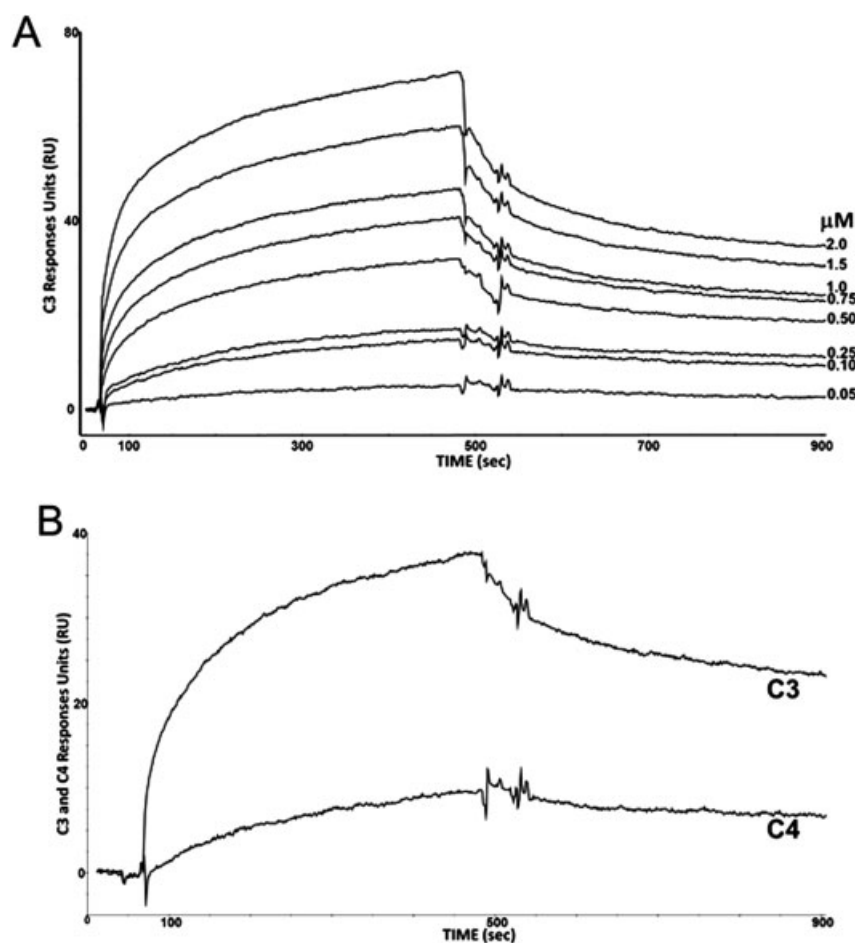 A
C3 Responses Units (RU)
80
40
0
μM
2.0
1.5
1.0
0.75
0.50
0.25
0.10
0.05
0 100 300 500 700 900
TIME (sec)
B
C3 and C4 Responses Units (RU)
40
20
0
C3
C4
0 100 500 900
TIME (sec)